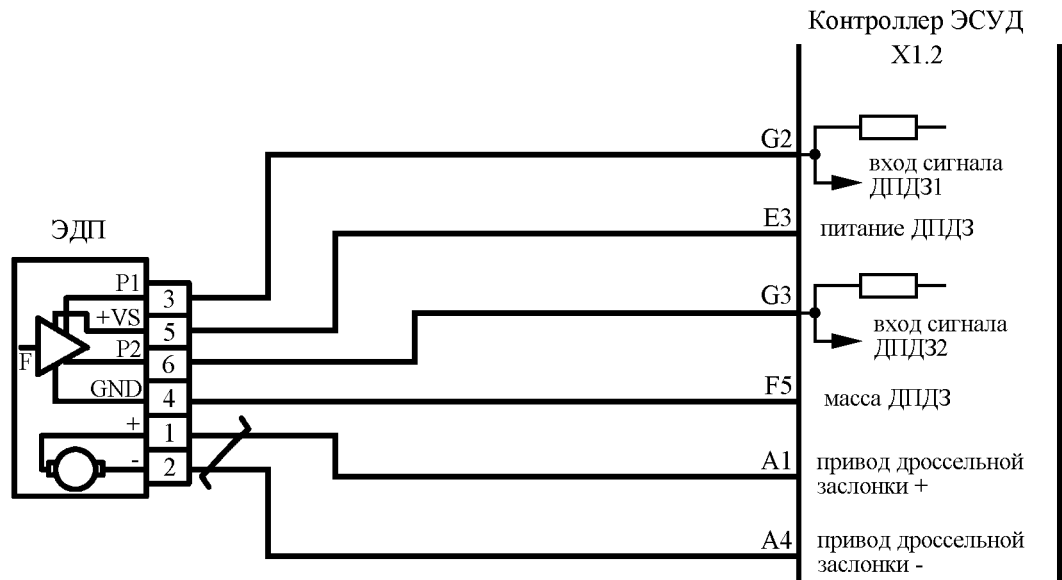 Контроллер ЭСУД
X1.2
G2
вход сигнала
ДПДЗ1
E3
питание ДПДЗ
ЭДП
P1
3
G3
+VS
5
вход сигнала
ДПДЗ2
F
P2
6
GND
4
F5
масса ДПДЗ
+
1
-
2
A1
привод дроссельной
заслонки +
A4
привод дроссельной
заслонки -